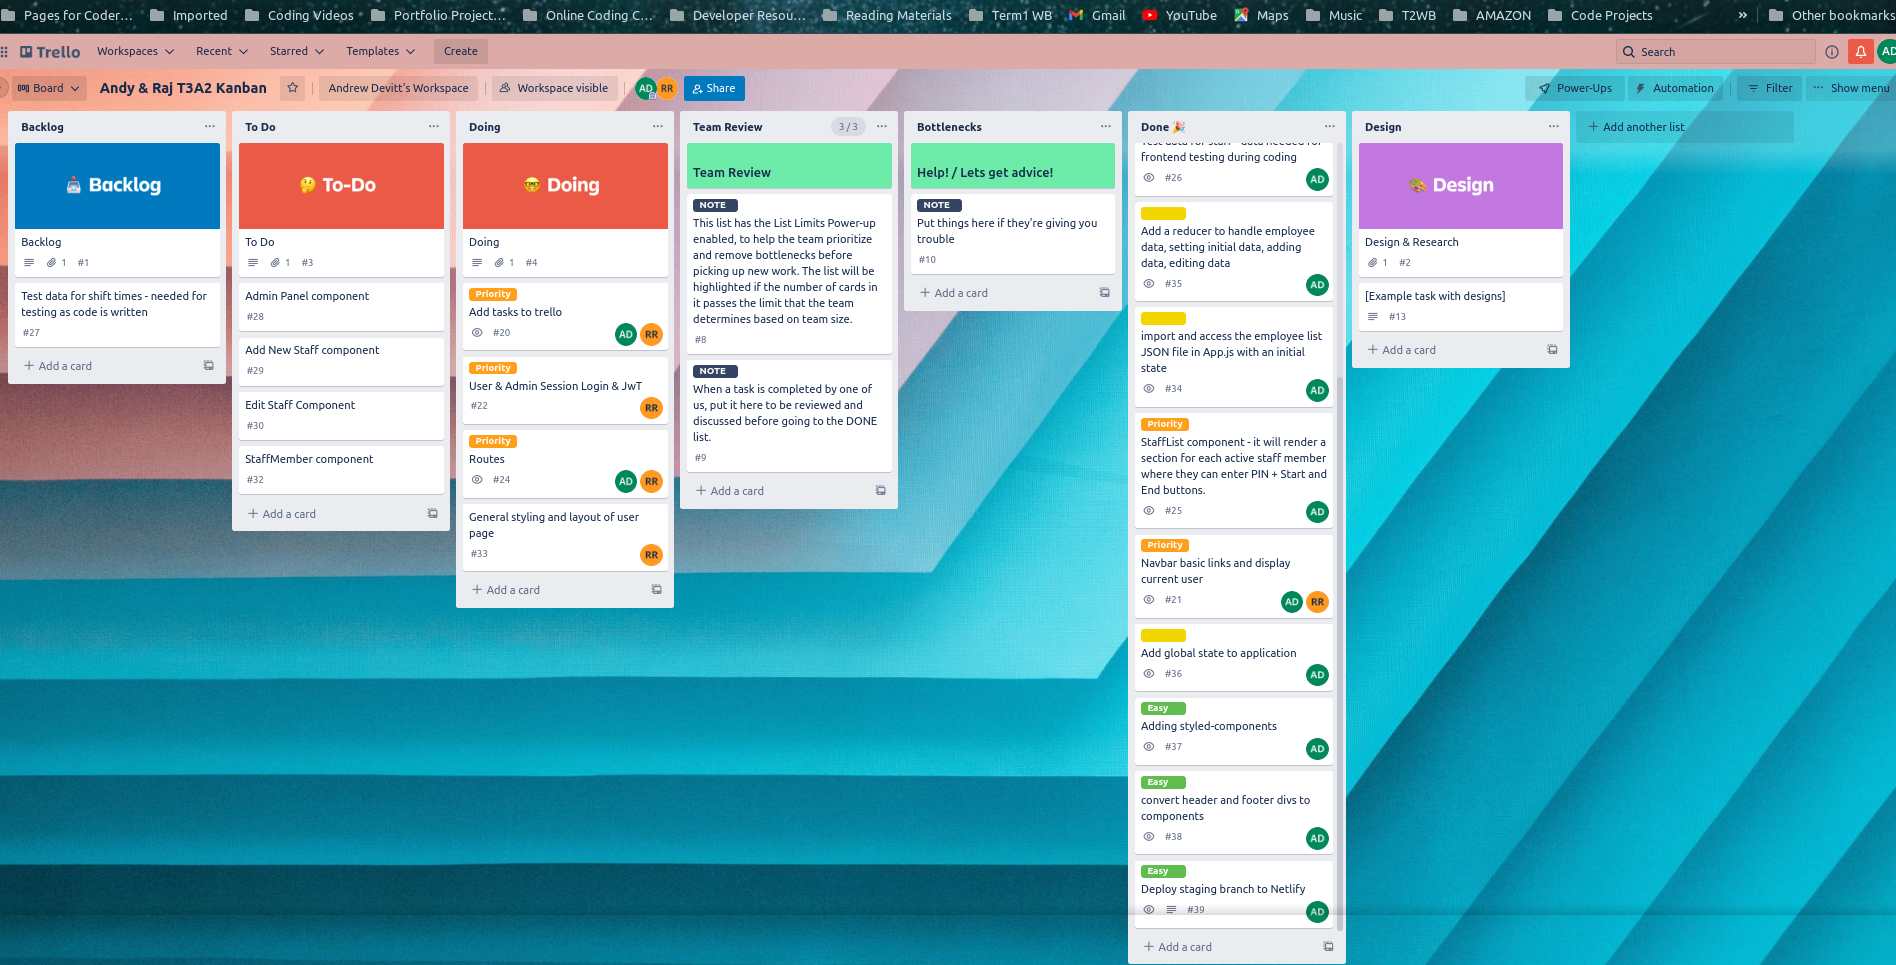 Pages for Coder... Imported Coding Videos Portfolio Project... Online Coding C... Developer Resou... Reading Materials Term1 WB Gmail YouTube Maps Music T2WB AMAZON Code Projects » Other bookmarks
Trello Workspaces Recent Starred Templates Create Search AD
Board Andy & Raj T3A2 Kanban Andrew Devitt's Workspace Workspace visible AD RR Share Power-Ups Automation Filter ... Show menu
Backlog
Backlog
Backlog
1 #1
Test data for shift times - needed for
testing as code is written
#27
+ Add a card
To Do
To-Do
To Do
1 #3
Admin Panel component
#28
Add New Staff component
#29
Edit Staff Component
#30
StaffMember component
#32
+ Add a card
Doing
Doing
Doing
1 #4
Priority
Add tasks to trello
#20 AD RR
Priority
User & Admin Session Login & JwT
#22 RR
Priority
Routes
#24 AD RR
General styling and layout of user
page
#33 RR
+ Add a card
Team Review 3 / 3
Team Review
NOTE
This list has the List Limits Power-up
enabled, to help the team prioritize
and remove bottlenecks before
picking up new work. The list will be
highlighted if the number of cards in
it passes the limit that the team
determines based on team size.
#8
NOTE
When a task is completed by one of
us, put it here to be reviewed and
discussed before going to the DONE
list.
#9
+ Add a card
Bottlenecks
Help! / Lets get advice!
NOTE
Put things here if they're giving you
trouble
#10
+ Add a card
Done 🎉
Test data for staff - data needed for
frontend testing during coding
#26 AD
Add a reducer to handle employee
data, setting initial data, adding
data, editing data
#35 AD
import and access the employee list
JSON file in App.js with an initial
state
#34 AD
Priority
StaffList component - it will render a
section for each active staff member
where they can enter PIN + Start and
End buttons.
#25 AD
Priority
Navbar basic links and display
current user
#21 AD RR
Add global state to application
#36 AD
Easy
Adding styled-components
#37 AD
Easy
convert header and footer divs to
components
#38 AD
Easy
Deploy staging branch to Netlify
#39 AD
+ Add a card
Design
Design
Design & Research
1 #2
[Example task with designs]
#13
+ Add a card
+ Add another list